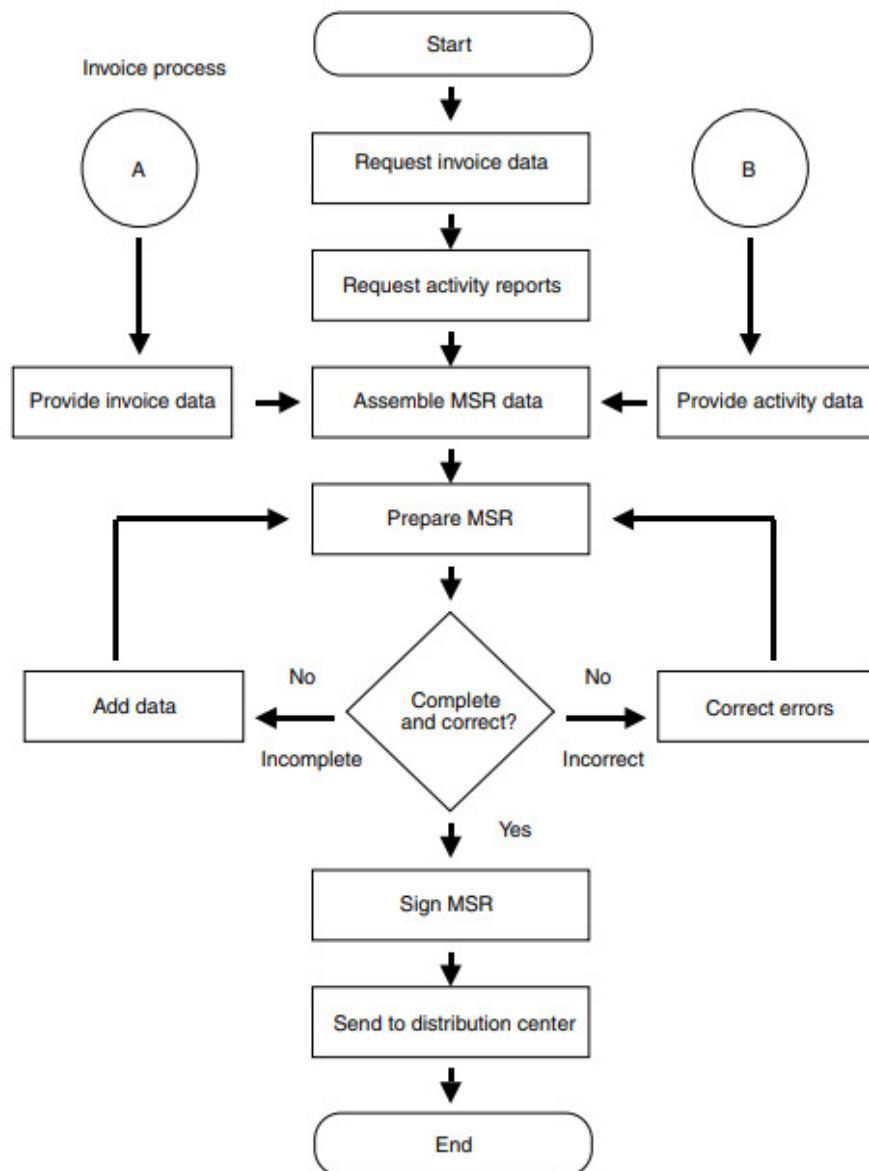 Start
Invoice process
A
Request invoice data
B
Request activity reports
Provide invoice data
Assemble MSR data
Provide activity data
Prepare MSR
No
No
Add data
Complete
and correct?
Correct errors
Incomplete
Incorrect
Yes
Sign MSR
Send to distribution center
End